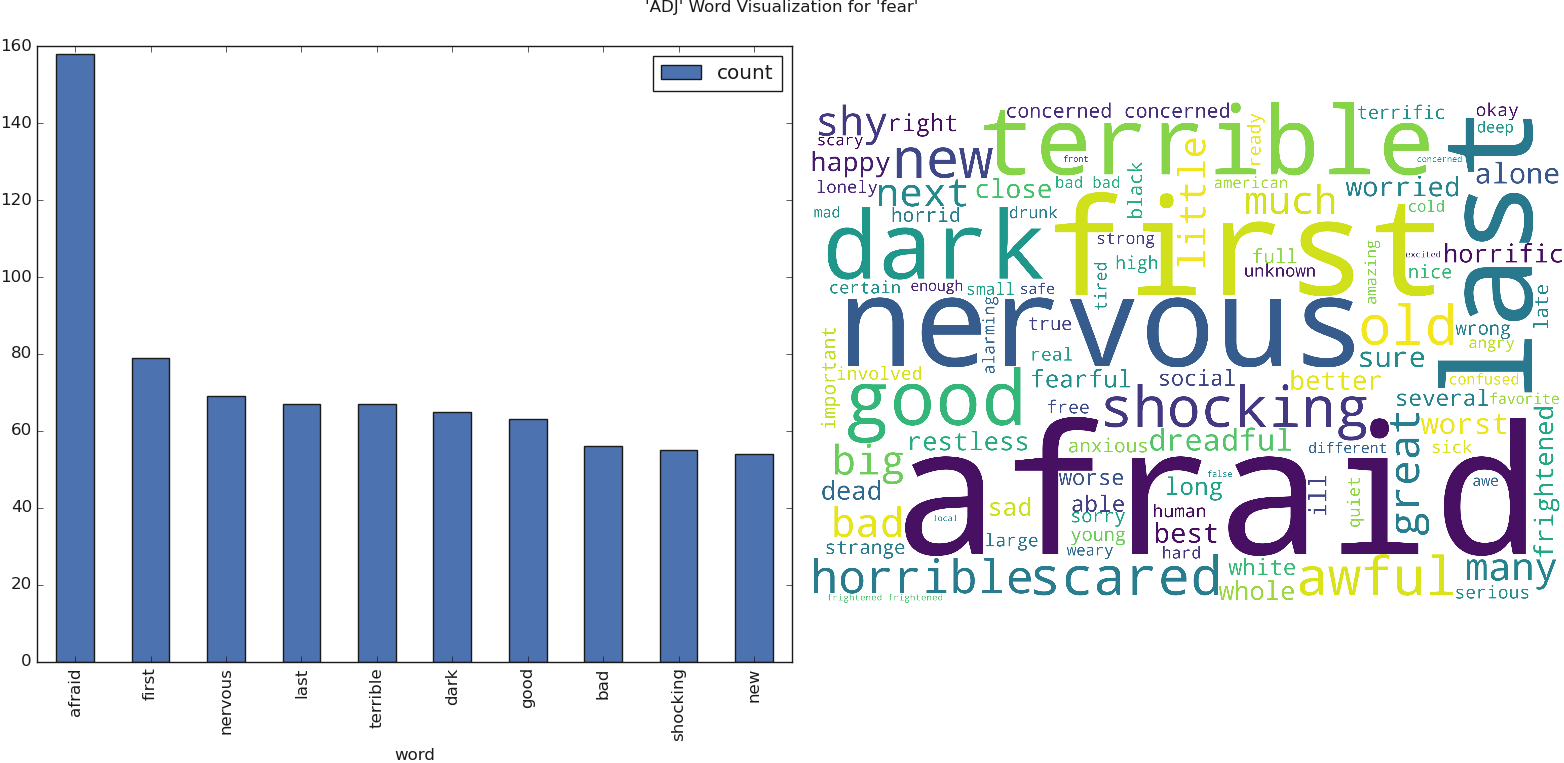 'ADJ' Word Visualization for 'fear'
160
140
120
100
80
60
40
20
0
count
afraid
first
nervous
last
terrible
dark
good
bad
shocking
new
word
concerned concerned
terrific
okay
deep
shy
right
scary
terrible
ready
front
concerned
last
happy
new
little
alone
lonely
next
close
bad bad
black
american
worried
much
mad
horrid
drunk
cold
dark
first
strong
high
full
unknown
amazing
excited
horrific
nice
certain
enough
small
safe
tired
late
nervous
alarming
true
real
old
wrong
angry
sure
important
involved
fearful
social
better
confused
good
free
shocking
several
favorite
worst
restless
anxious
dreadful
different
great
sick
frightened
big
afraid
worse
false
awe
dead
able
long
ill
quiet
bad
local
sad
sorry
human
young
best
strange
large
weary
hard
horrible
scared
white
whole
awful
many
serious
frightened frightened